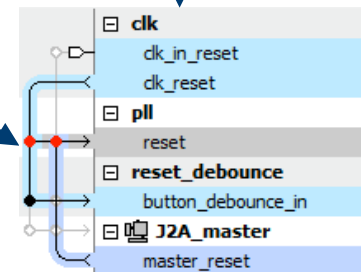 clk
clk_in_reset
clk_reset
pll
reset
reset_debounce
button_debounce_in
J2A_master
master_reset